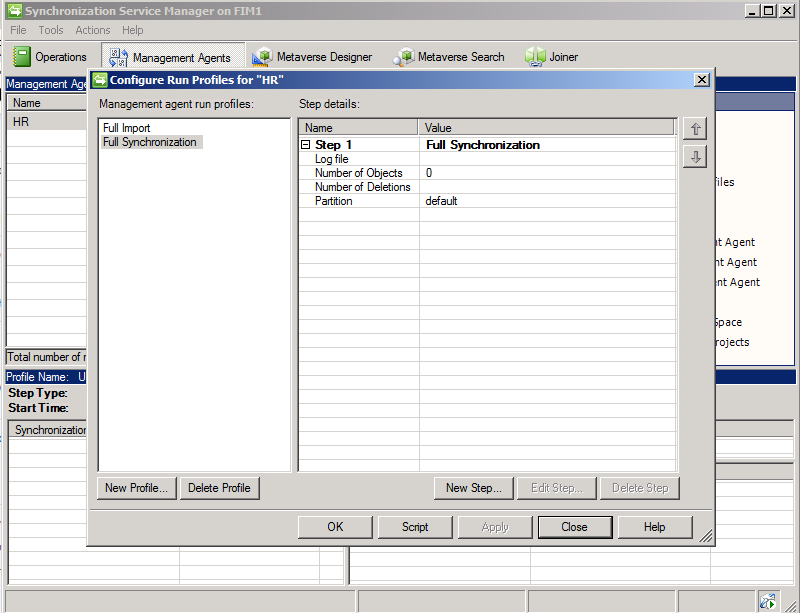 Synchronization Service Manager on FIM1
File Tools Actions Help
Operations Management Agents Metaverse Designer Metaverse Search Joiner
Management Age
Configure Run Profiles for "HR"
Name
HR
Management agent run profiles:
Full Import
Full Synchronization
Step details:
Name Value
Step 1 Full Synchronization
Log file
Number of Objects 0
Number of Deletions
Partition default
files
nt Agent
nt Agent
ent Agent
Space
rojects
Total number of
Profile Name: U
Step Type:
Start Time:
Synchronization
New Profile... Delete Profile New Step... Edit Step... Delete Step
OK Script Apply Close Help